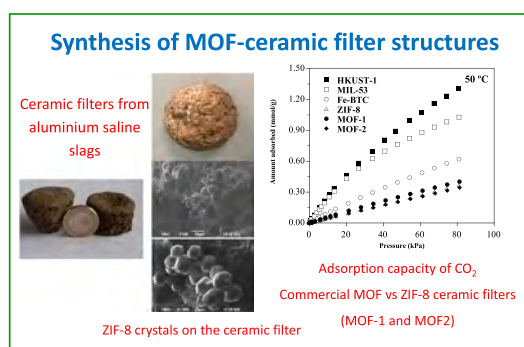 Synthesis of MOF-ceramic filter structures
Ceramic filters from
aluminium saline
slags
ZIF-8 crystals on the ceramic filter
50 ºC
HKUST-1
MIL-53
Fe-BTC
ZIF-8
MOF-1
MOF-2
Amount adsorbed (mmol/g)
1.50
1.20
0.90
0.60
0.30
0.00
0 20 40 60 80 100
Pressure (kPa)
Adsorption capacity of CO2
Commercial MOF vs ZIF-8 ceramic filters
(MOF-1 and MOF2)